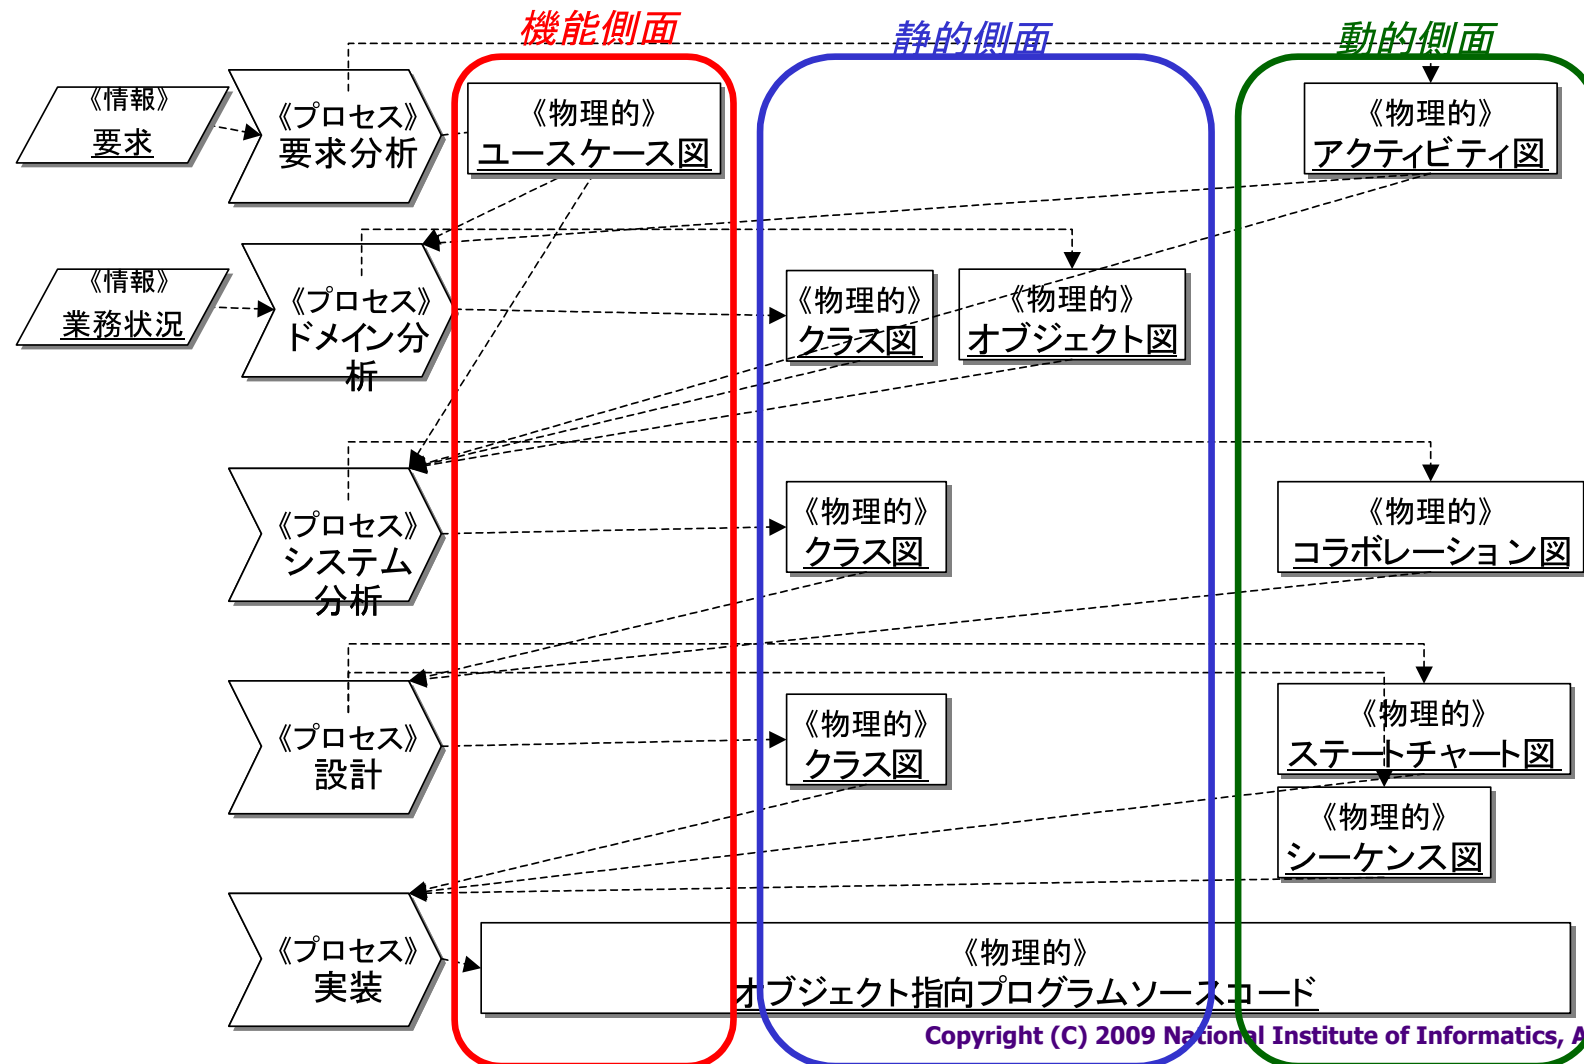 機能側面
静的側面
動的側面
《情報》
要求
《プロセス》
要求分析
《物理的》
ユースケース図
《物理的》
アクティビティ図
《情報》
業務状況
《プロセス》
ドメイン分
析
《物理的》
クラス図
《物理的》
オブジェクト図
《プロセス》
システム
分析
《物理的》
クラス図
《物理的》
コラボレーション図
《プロセス》
設計
《物理的》
クラス図
《物理的》
ステートチャート図
《物理的》
シーケンス図
《プロセス》
実装
《物理的》
オブジェクト指向プログラムソースコード
Copyright (C) 2009 National Institute of Informatics, A